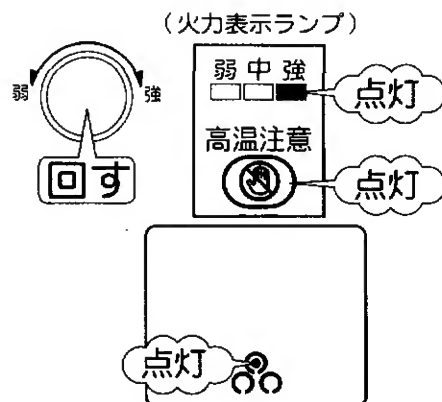 (火力表示ランプ)
弱 強
弱 中 強
点灯
高温注意
回す
点灯
点灯